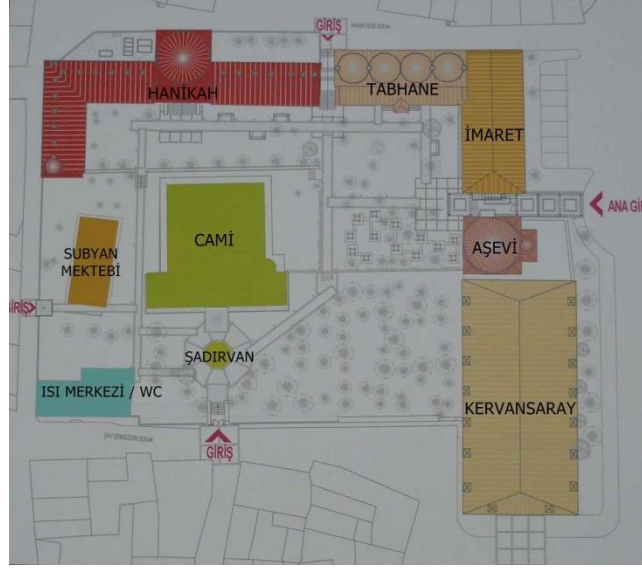 GİRİŞ
HANİKAH
TABHANE
İMARET
ANA Gİ
CAMİ
AŞEVİ
SUBYAN
MEKTEBİ
GİRİŞ
ŞADIRVAN
ISI MERKEZİ / WC
KERVANSARAY
GİRİŞ